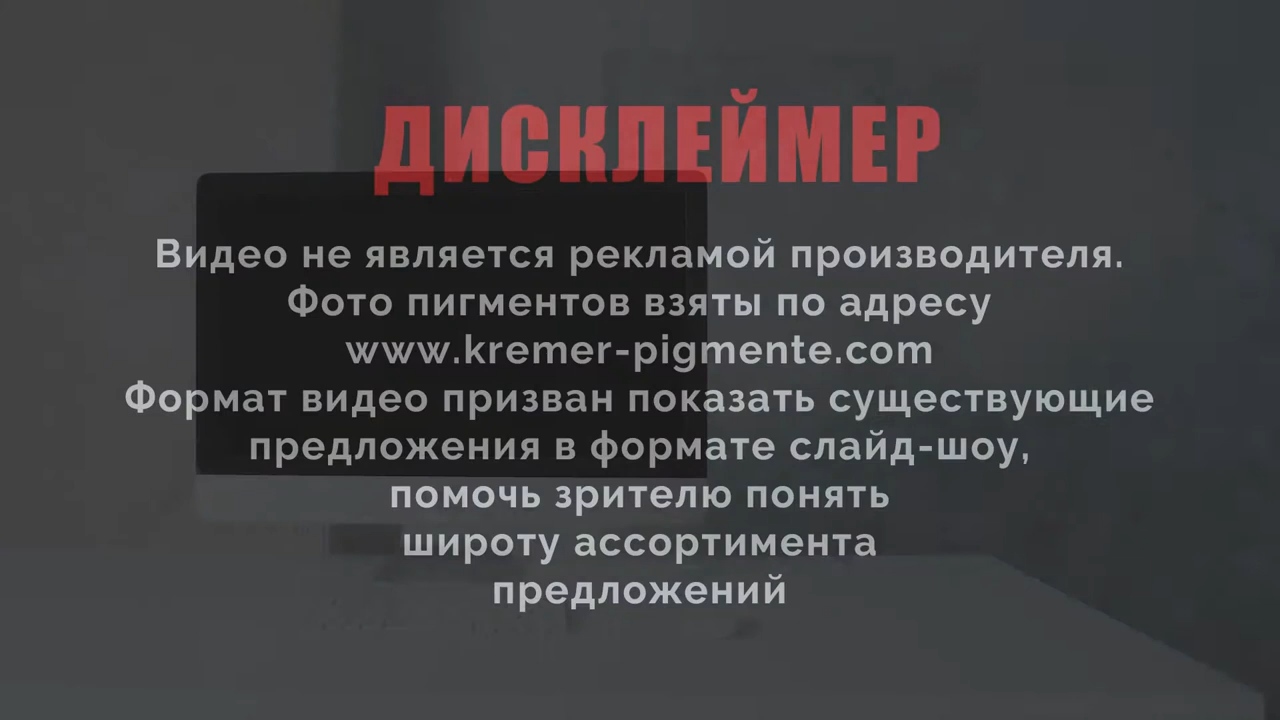 ДИСКЛЕЙМЕР
Видео не является рекламой производителя.
Фото пигментов взяты по адресу
www.kremer-pigmente.com
Формат видео призван показать существующие
предложения в формате слайд-шоу,
помочь зрителю понять
широту ассортимента
предложений